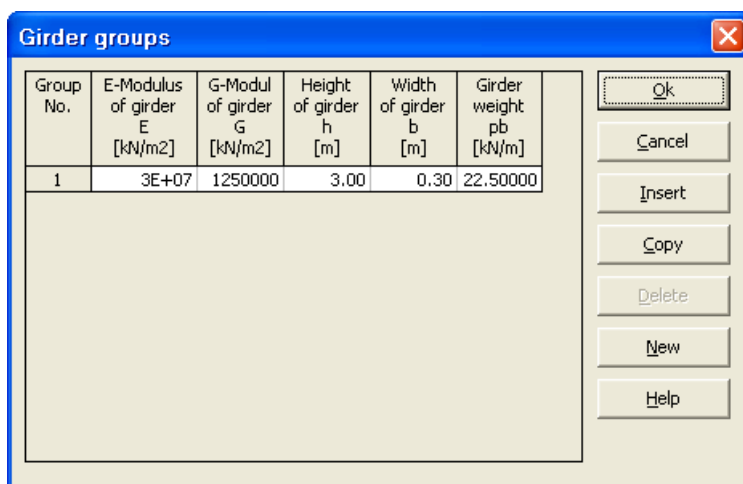 Girder groups
Group E-Modulus G-Modul Height Width Girder
No. of girder of girder of girder of girder weight
E G h b pb
[kN/m2] [kN/m2] [m] [m] [kN/m]
1 3E+07 1250000 3.00 0.30 22.50000
Ok
Cancel
Insert
Copy
Delete
New
Help